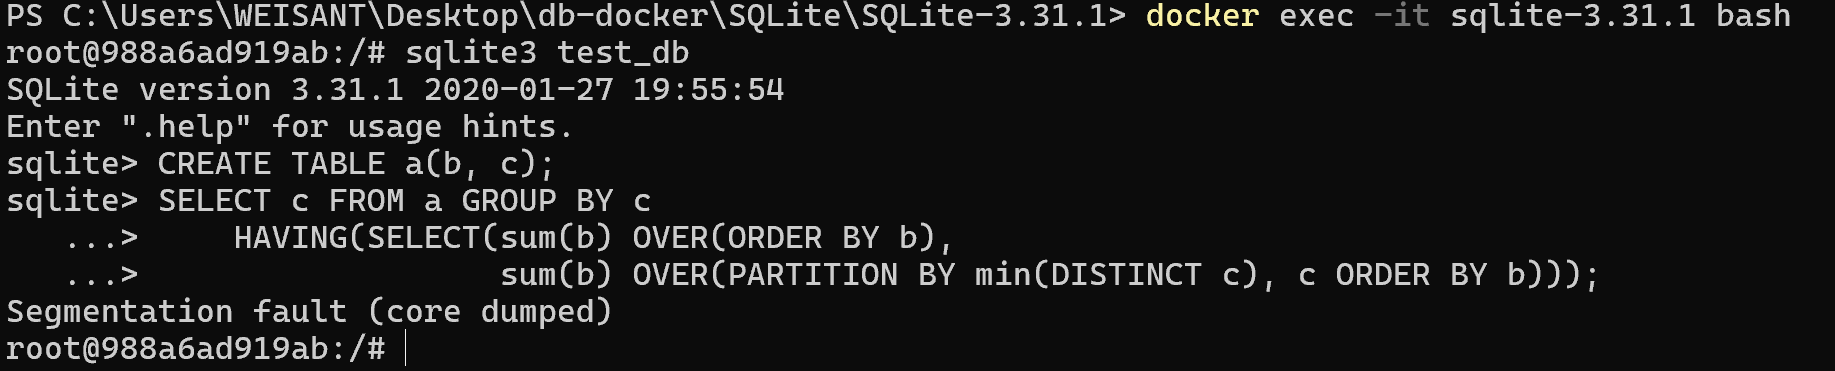 PS C:\Users\WEISANT\Desktop\db-docker\SQLite\SQLite-3.31.1> docker exec -it sqlite-3.31.1 bash
root@988a6ad919ab:/# sqlite3 test_db
SQLite version 3.31.1 2020-01-27 19:55:54
Enter ".help" for usage hints.
sqlite> CREATE TABLE a(b, c);
sqlite> SELECT c FROM a GROUP BY c
   ...>     HAVING(SELECT(sum(b) OVER(ORDER BY b),
   ...>                   sum(b) OVER(PARTITION BY min(DISTINCT c), c ORDER BY b)));
Segmentation fault (core dumped)
root@988a6ad919ab:/#